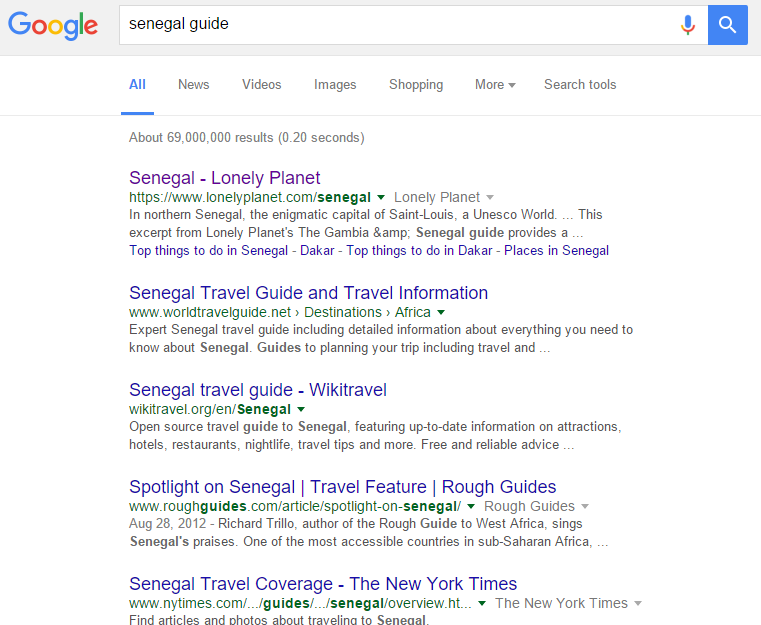 Google
senegal guide
All News Videos Images Shopping More Search tools
About 69,000,000 results (0.20 seconds)
Senegal - Lonely Planet
https://www.lonelyplanet.com/senegal Lonely Planet
In northern Senegal, the enigmatic capital of Saint-Louis, a Unesco World. ... This
excerpt from Lonely Planet's The Gambia &amp; Senegal guide provides a ...
Top things to do in Senegal - Dakar - Top things to do in Dakar - Places in Senegal
Senegal Travel Guide and Travel Information
www.worldtravelguide.net › Destinations › Africa
Expert Senegal travel guide including detailed information about everything you need to
know about Senegal. Guides to planning your trip including travel and ...
Senegal travel guide - Wikitravel
wikitravel.org/en/Senegal
Open source travel guide to Senegal, featuring up-to-date information on attractions,
hotels, restaurants, nightlife, travel tips and more. Free and reliable advice ...
Spotlight on Senegal | Travel Feature | Rough Guides
www.roughguides.com/article/spotlight-on-senegal/ Rough Guides
Aug 28, 2012 - Richard Trillo, author of the Rough Guide to West Africa, sings
Senegal's praises. One of the most accessible countries in sub-Saharan Africa, ...
Senegal Travel Coverage - The New York Times
www.nytimes.com/.../guides/.../senegal/overview.ht... The New York Times
Find articles and photos about traveling to Senegal.